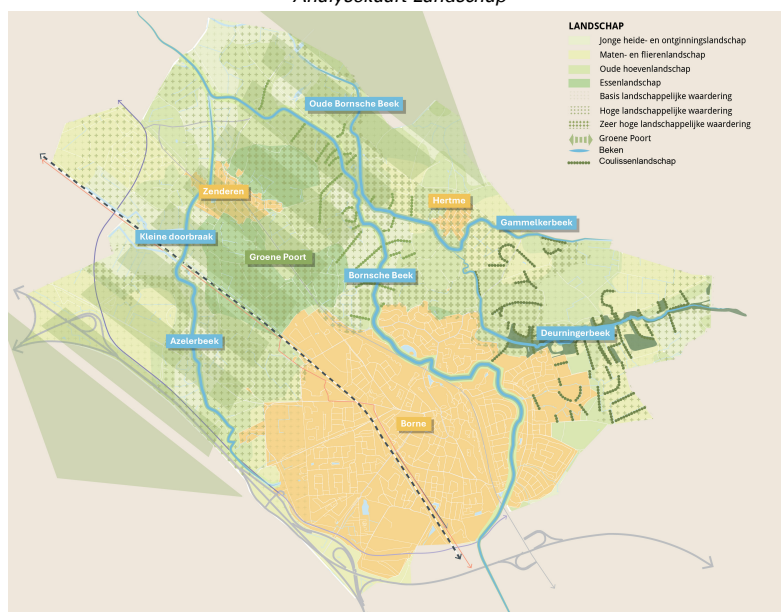 Analysekaart Landschap
LANDSCHAP
Jonge heide- en ontginningslandschap
Maten- en flierenlandschap
Oude hoevenlandschap
Essenlandschap
Basis landschappelijke waardering
Hoge landschappelijke waardering
Zeer hoge landschappelijke waardering
Groene Poort
Beken
Coulissenlandschap
Oude Bornsche Beek
Zenderen
Hertme
Gammelkerbeek
Kleine doorbraak
Groene Poort
Bornsche Beek
Azelerbeek
Deurningerbeek
Borne